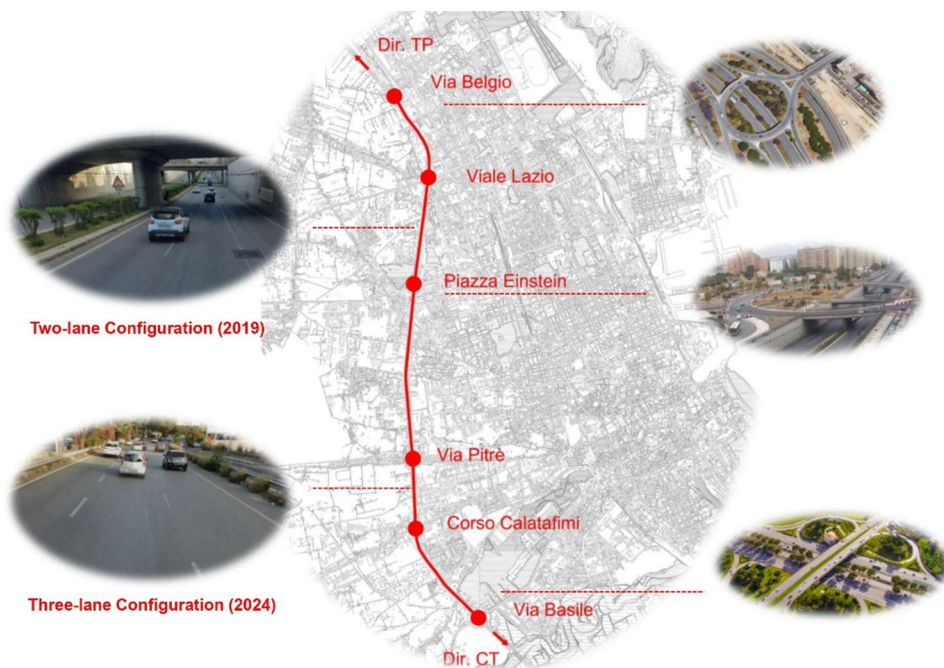 Dir. TP
Via Belgio
Viale Lazio
Piazza Einstein
Two-lane Configuration (2019)
Via Pitrè
Corso Calatafimi
Three-lane Configuration (2024)
Via Basile
Dir. CT